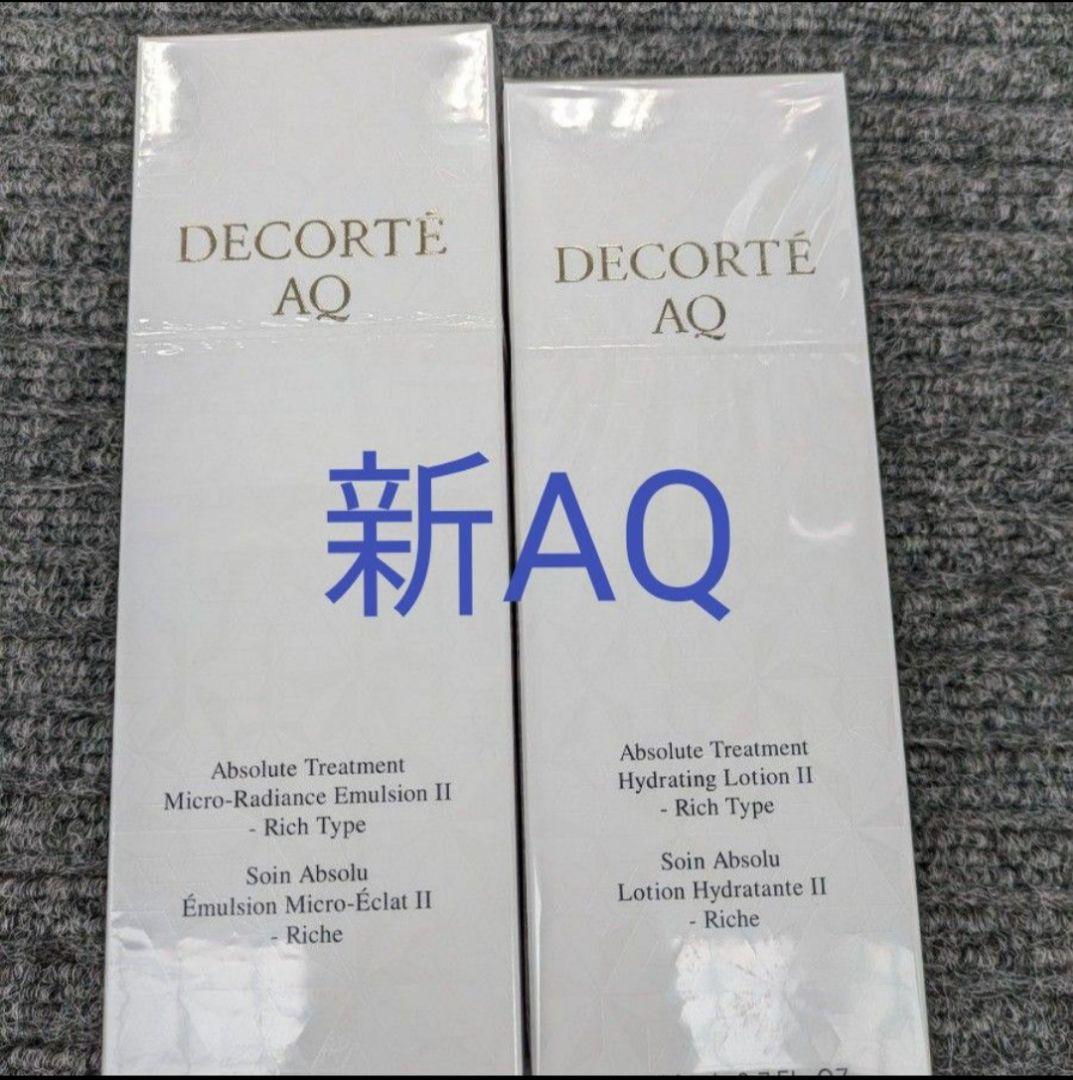 DECORTÉ
AQ
Absolute Treatment
Micro-Radiance Emulsion II
- Rich Type
Soin Absolu
Émulsion Micro-Éclat II
- Riche
DECORTÉ
AQ
Absolute Treatment
Hydrating Lotion II
- Rich Type
Soin Absolu
Lotion Hydratante II
- Riche
新AQ